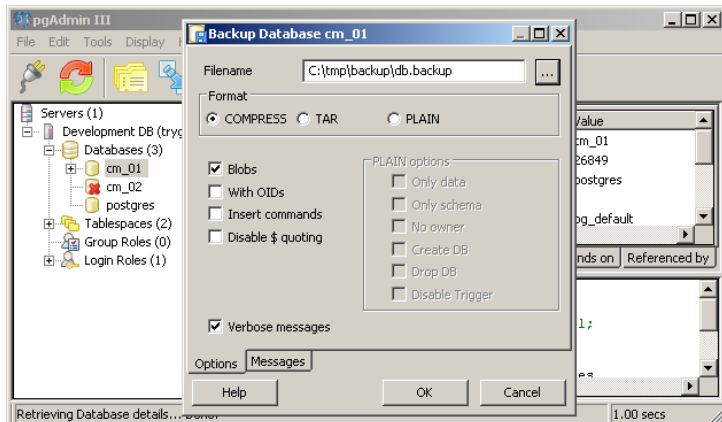 pgAdmin III
File Edit Tools Display
Servers (1)
Development DB (tryg
Databases (3)
cm_01
cm_02
postgres
Tablespaces (2)
Group Roles (0)
Login Roles (1)
Retrieving Database details...
Backup Database cm_01
Filename C:\tmp\backup\db.backup ...
Format
COMPRESS TAR PLAIN
Blobs
With OIDs
Insert commands
Disable $ quoting
PLAIN options
Only data
Only schema
No owner
Create DB
Drop DB
Disable Trigger
Verbose messages
Options Messages
Help OK Cancel
Value
cm_01
26849
postgres
pg_default
nds on Referenced by
1;
1.00 secs